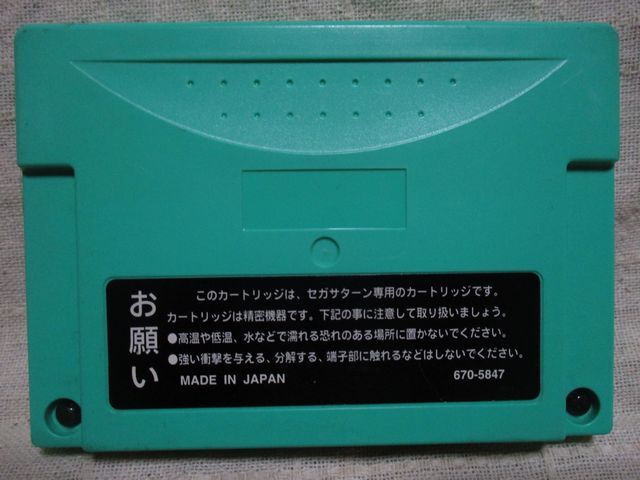 お願い
このカートリッジは、セガサターン専用のカートリッジです。
カートリッジは精密機器です。下記の事に注意して取り扱いましょう。
●高温や低温、水などで濡れる恐れのある場所に置かないでください。
●強い衝撃を与える、分解する、端子部に触れるなどはしないでください。
MADE IN JAPAN 670-5847